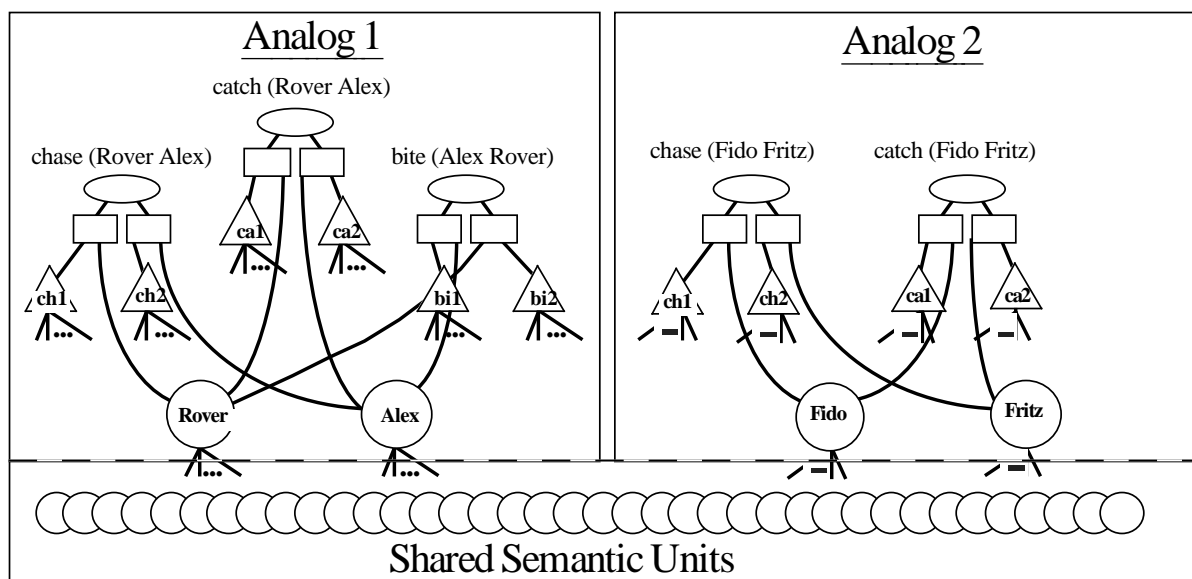 Analog 1
catch (Rover Alex)
chase (Rover Alex)
bite (Alex Rover)
ca1
ca2
ch1
ch2
bi1
bi2
...
...
...
...
...
...
Rover
Alex
...
...
Analog 2
chase (Fido Fritz)
catch (Fido Fritz)
ch1
ch2
ca1
ca2
Fido
Fritz
Shared Semantic Units